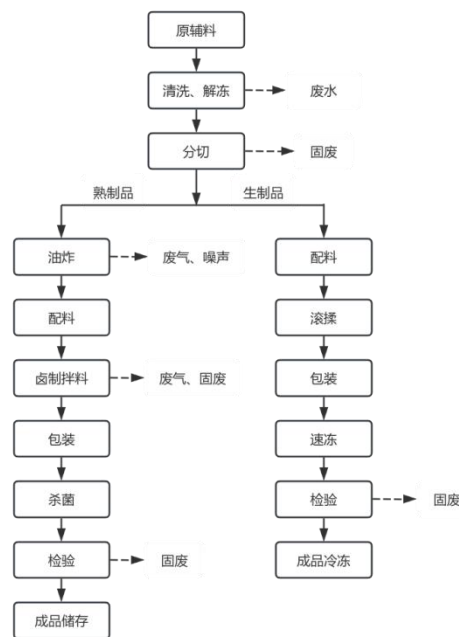 原辅料
清洗、解冻
废水
分切
固废
熟制品
生制品
油炸
废气、噪声
配料
配料
滚揉
卤制拌料
废气、固废
包装
包装
速冻
杀菌
检验
固废
检验
固废
成品冷冻
成品储存